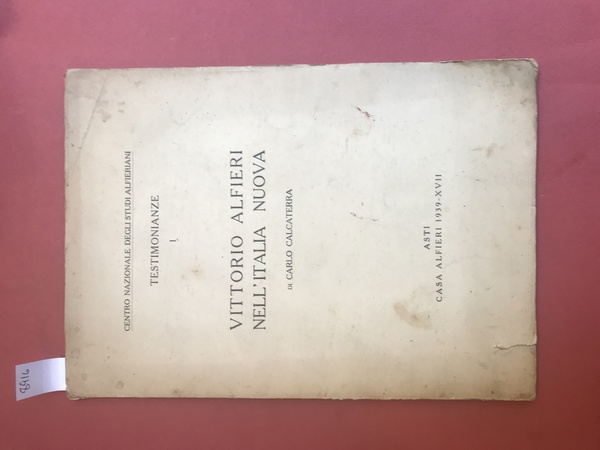 CENTRO NAZIONALE DEGLI STUDI ALFIERIANI
TESTIMONIANZE
I
VITTORIO ALFIERI
NELL'ITALIA NUOVA
DI CARLO CALCATERRA
ASTI
CASA ALFIERI 1939-XVII